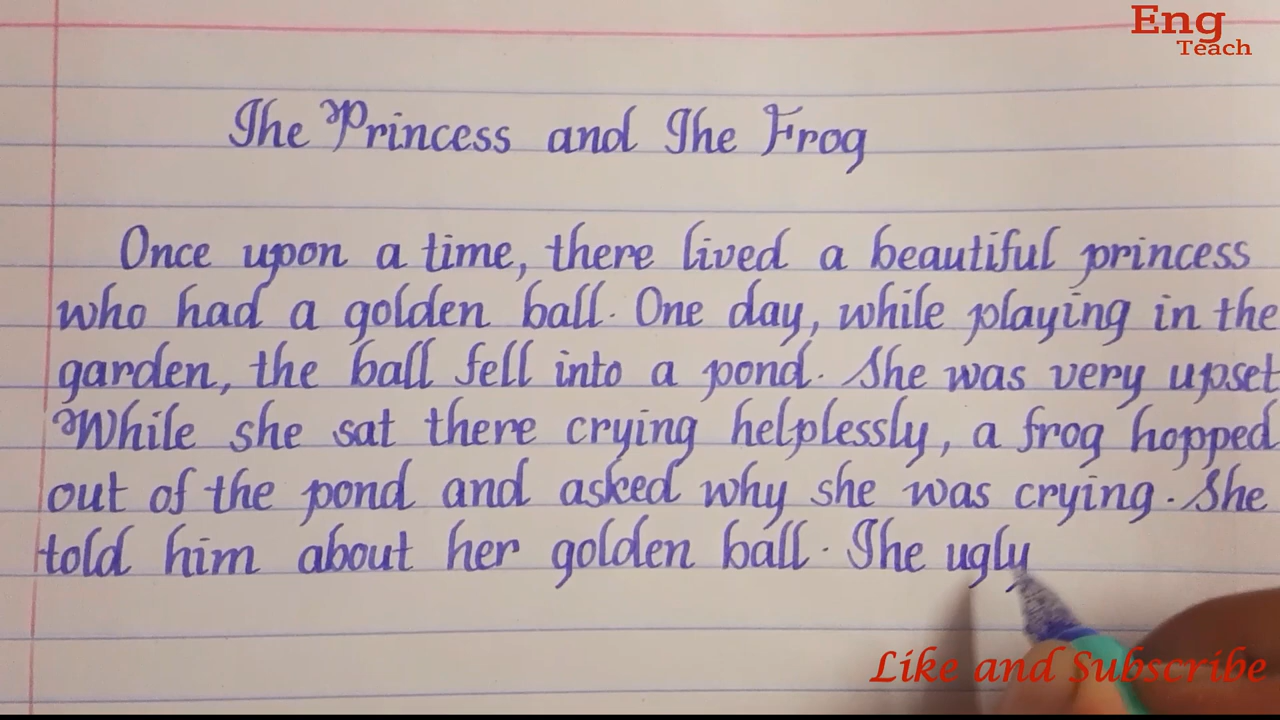 Eng
Teach
The Princess and The Frog
Once upon a time, there lived a beautiful princess
who had a golden ball. One day, while playing in the
garden, the ball fell into a pond. She was very upset
While she sat there crying helplessly, a frog hopped
out of the pond and asked why she was crying. She
told him about her golden ball. The ugly
Like and Subscribe